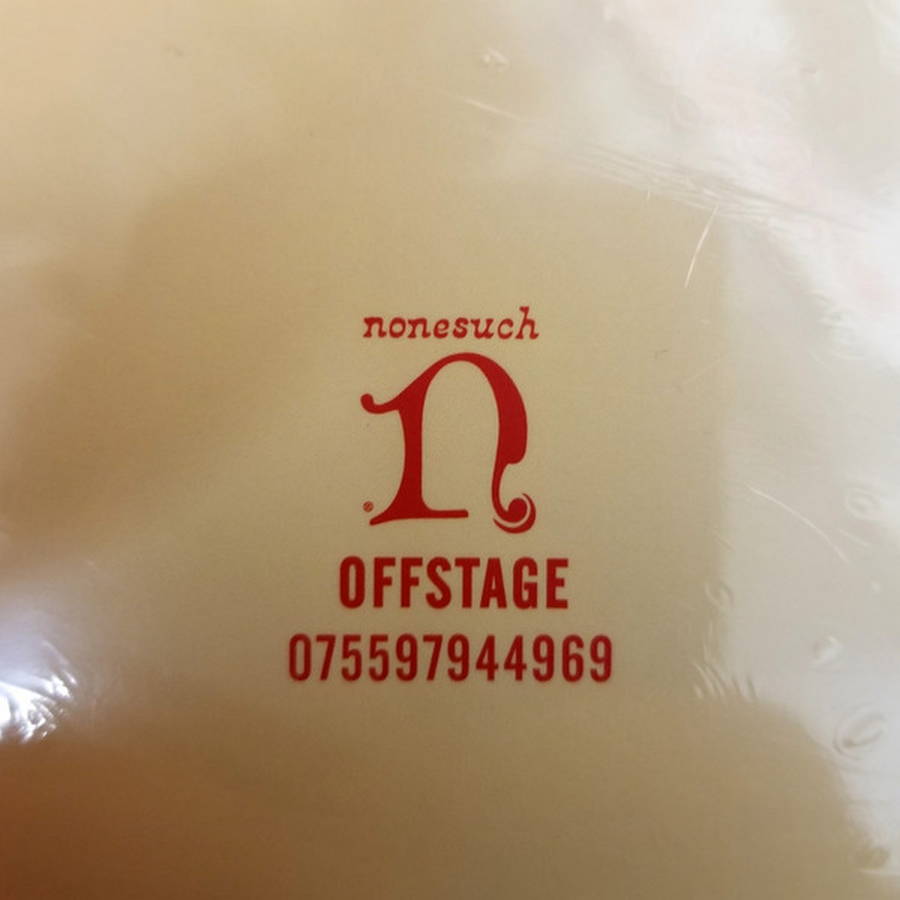 nonesuch
n
®
OFFSTAGE
075597944969